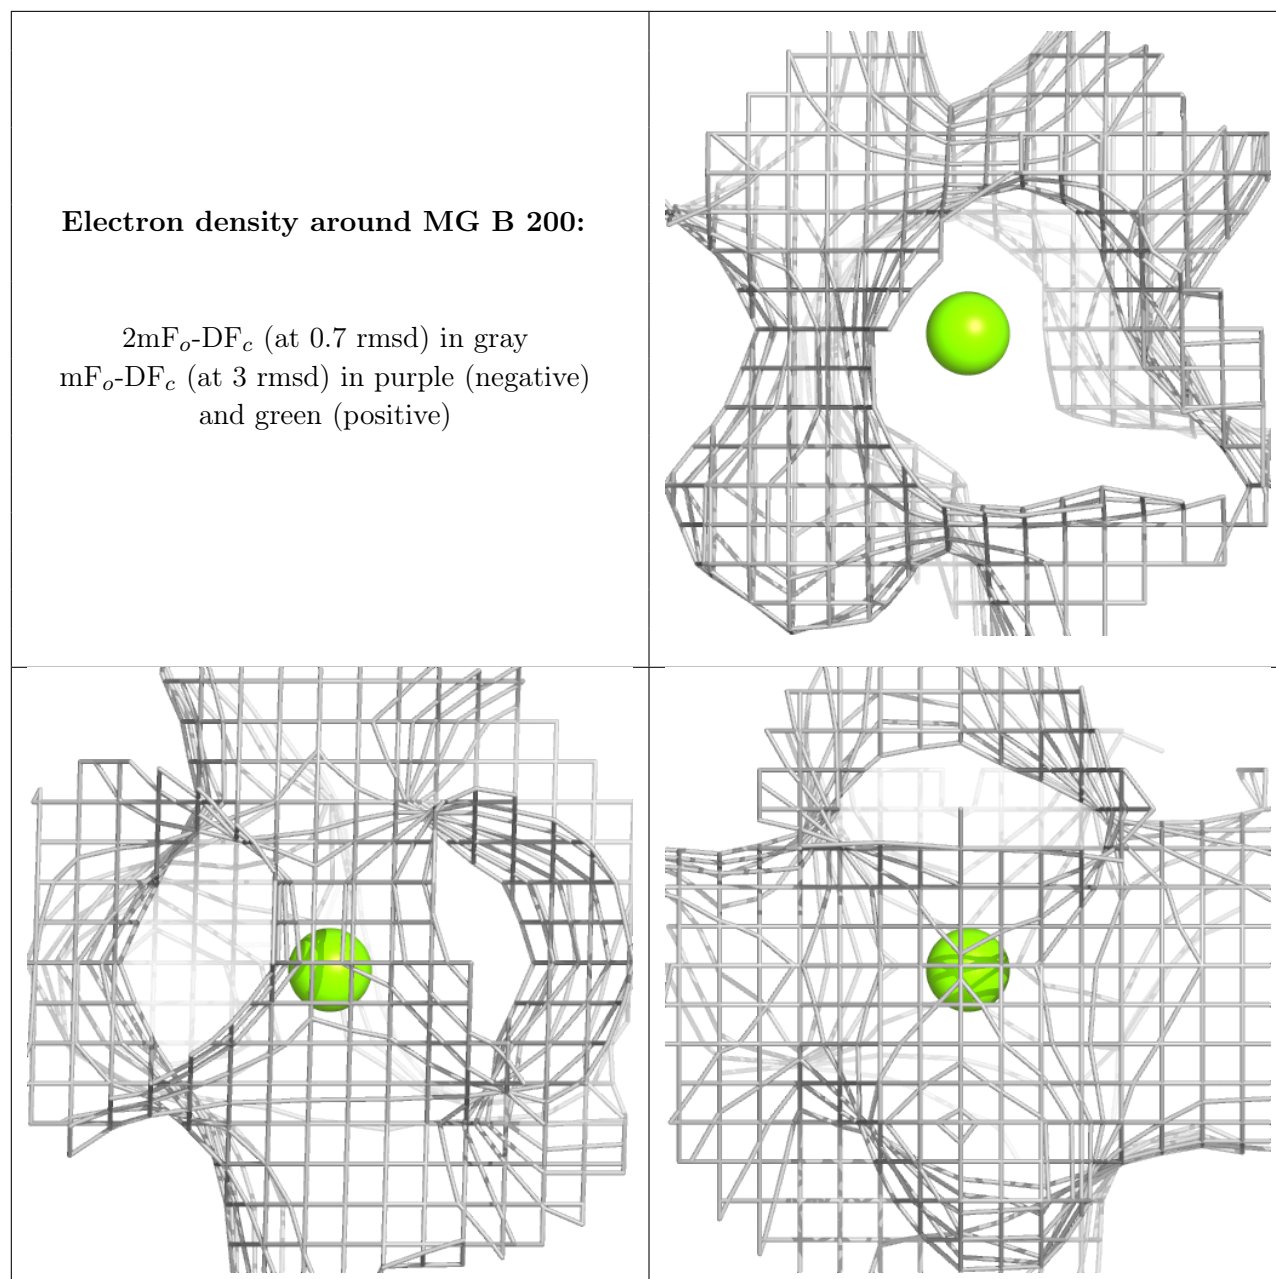 Electron density around MG B 200:
2mFo-DFc (at 0.7 rmsd) in gray
mFo-DFc (at 3 rmsd) in purple (negative)
and green (positive)